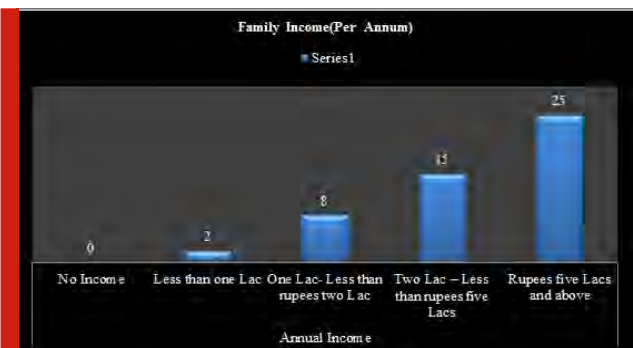 Family Income(Per Annum)
Series1
25
15
8
2
0
No Income
Less than one Lac
One Lac- Less than
rupees two Lac
Two Lac – Less
than rupees five
Lacs
Rupees five Lacs
and above
Annual Income